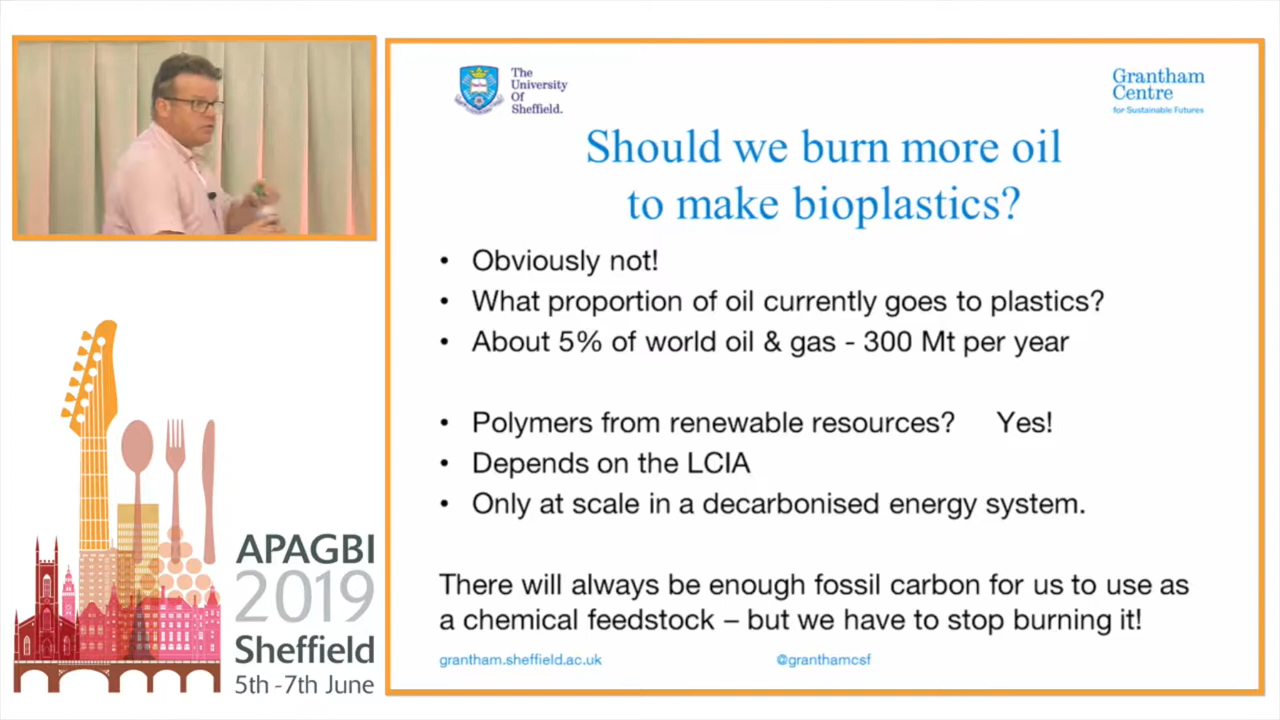 The
University
Of
Sheffield.
Grantham
Centre
for Sustainable Futures
Should we burn more oil
to make bioplastics?
• Obviously not!
• What proportion of oil currently goes to plastics?
• About 5% of world oil & gas - 300 Mt per year
• Polymers from renewable resources? Yes!
• Depends on the LCIA
• Only at scale in a decarbonised energy system.
There will always be enough fossil carbon for us to use as
a chemical feedstock – but we have to stop burning it!
grantham.sheffield.ac.uk @granthamcsf
APAGBI
2019
Sheffield
5th -7th June